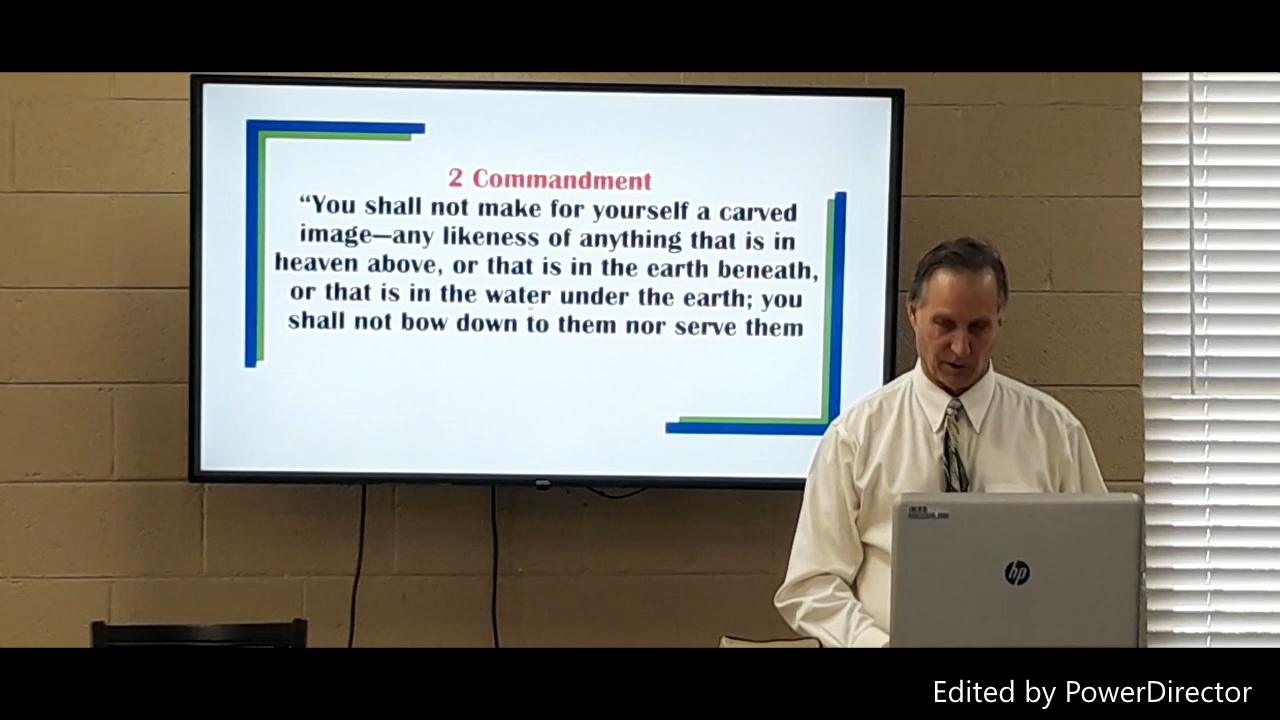 2 Commandment
“You shall not make for yourself a carved
image—any likeness of anything that is in
heaven above, or that is in the earth beneath,
or that is in the water under the earth; you
shall not bow down to them nor serve them
hp
Edited by PowerDirector